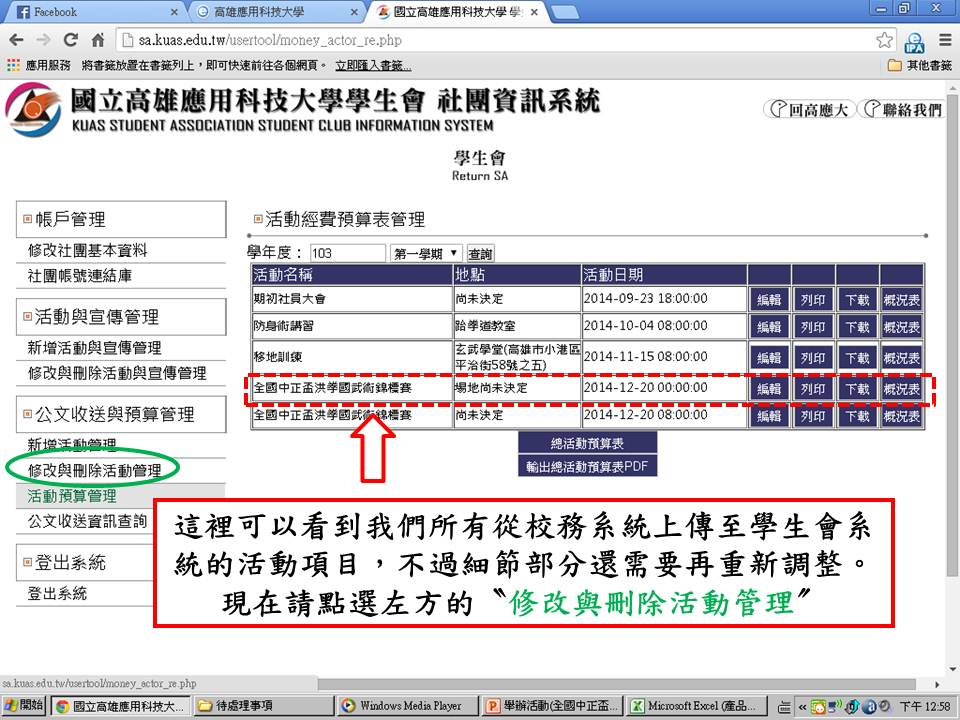 Facebook
高雄應用科技大學
國立高雄應用科技大學 學
sa.kuas.edu.tw/usertool/money_actor_re.php
應用服務 將書籤放置在書籤列上，即可快速前往各個網頁。 立即匯入書籤...
其他書籤
國立高雄應用科技大學學生會 社團資訊系統
KUAS STUDENT ASSOCIATION STUDENT CLUB INFORMATION SYSTEM
回高應大
聯絡我們
學生會
Return SA
帳戶管理
修改社團基本資料
社團帳號連結庫
活動與宣傳管理
新增活動與宣傳管理
修改與刪除活動與宣傳管理
公文收送與預算管理
新增活動管理
修改與刪除活動管理
活動預算管理
公文收送資訊查詢
登出系統
登出系統
活動經費預算表管理
學年度： 103 第一學期 查詢
活動名稱 地點 活動日期
期初社員大會 尚未決定 2014-09-23 18:00:00 編輯 列印 下載 概況表
防身術講習 跆拳道教室 2014-10-04 08:00:00 編輯 列印 下載 概況表
移地訓練 玄武學堂(高雄市小港區
平治街58號之五) 2014-11-15 08:00:00 編輯 列印 下載 概況表
全國中正盃洪拳國武術錦標賽 場地尚未決定 2014-12-20 00:00:00 編輯 列印 下載 概況表
全國中正盃洪拳國武術錦標賽 尚未決定 2014-12-20 08:00:00 編輯 列印 下載 概況表
總活動預算表
輸出總活動預算表PDF
這裡可以看到我們所有從校務系統上傳至學生會系
統的活動項目，不過細節部分還需要再重新調整。
現在請點選左方的〝修改與刪除活動管理〞
sa.kuas.edu.tw/usertool/money_actor_re.php
開始
國立高雄應用科技大...
待處理事項
Windows Media Player
舉辦活動(全國中正盃...
Microsoft Excel (產品...
下午 12:58